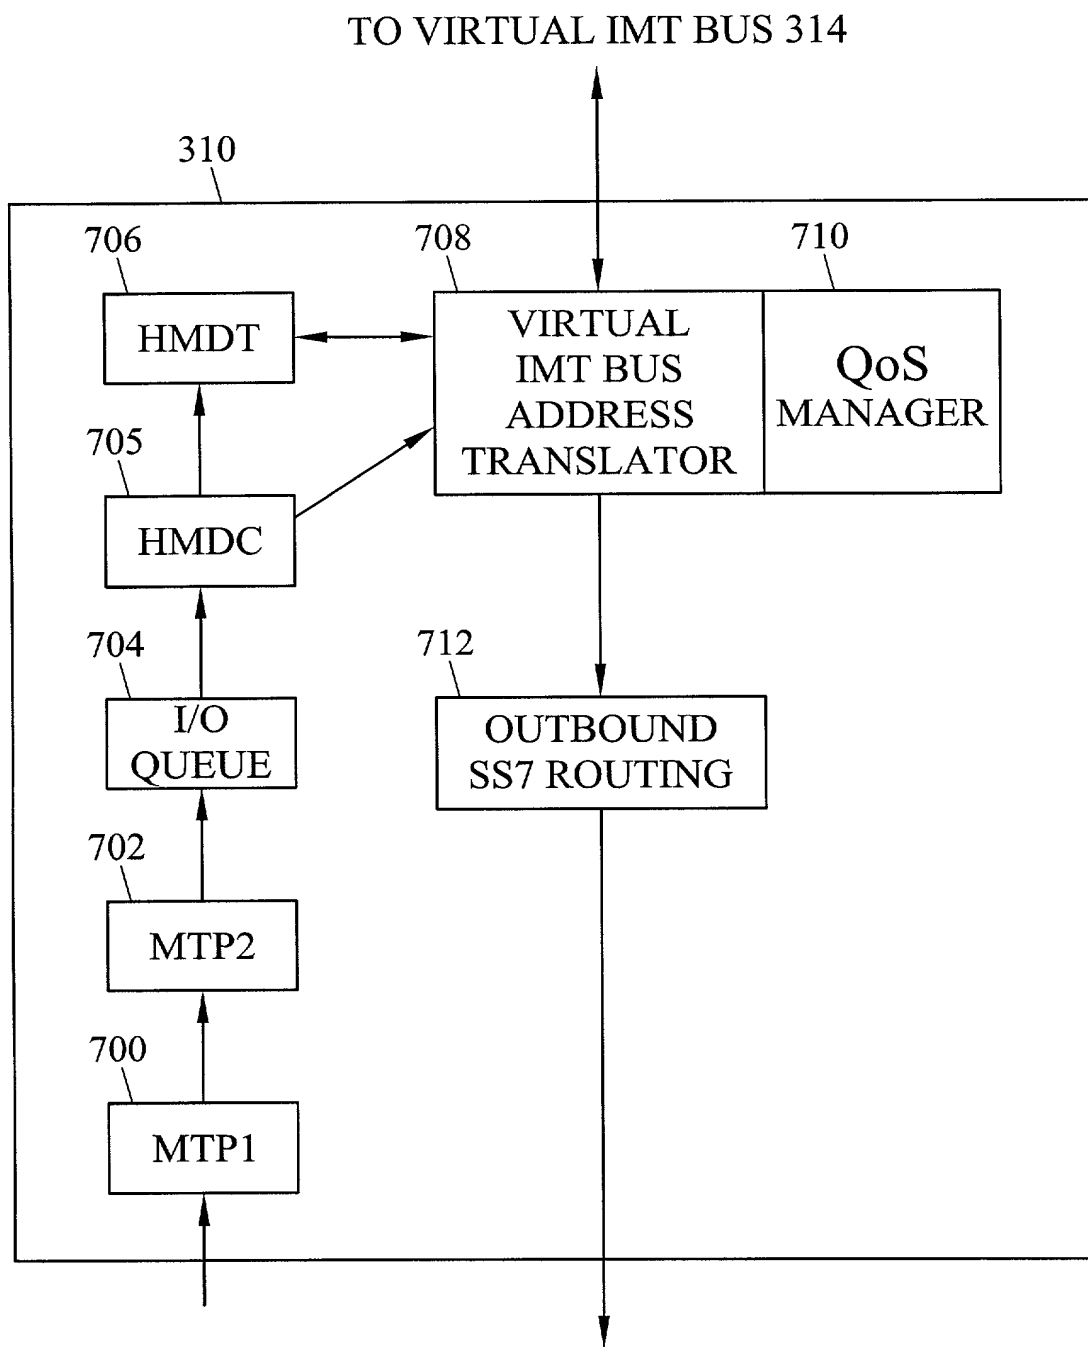 TO VIRTUAL IMT BUS 314
310
706
708
710
HMDT
VIRTUAL
IMT BUS
ADDRESS
TRANSLATOR
QoS
MANAGER
705
HMDC
704
712
I/O
QUEUE
OUTBOUND
SS7 ROUTING
702
MTP2
700
MTP1